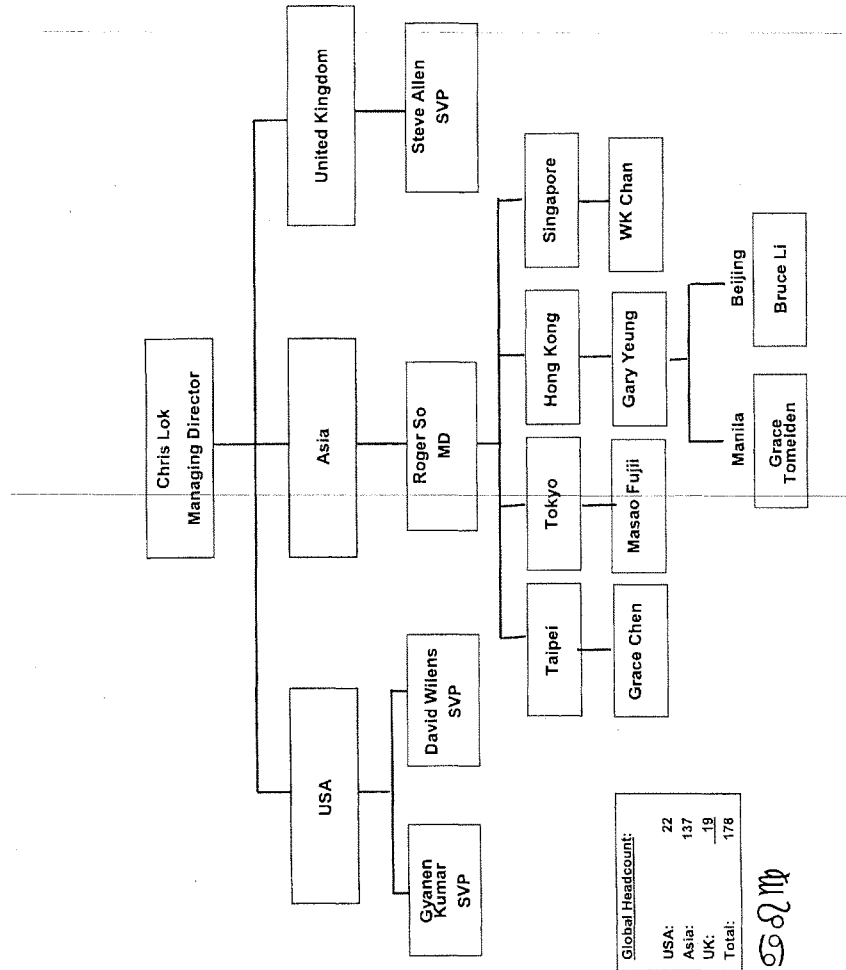 Chris Lok
Managing Director
USA
Asia
United Kingdom
Gyanen
Kumar
SVP
David Wilens
SVP
Roger So
MD
Steve Allen
SVP
Taipei
Tokyo
Hong Kong
Singapore
Grace Chen
Masao Fujii
Gary Yeung
WK Chan
Manila
Beijing
Grace
Tomelden
Bruce Li
Global Headcount:
USA: 22
Asia: 137
UK: 19
Total: 178
♋♌♍